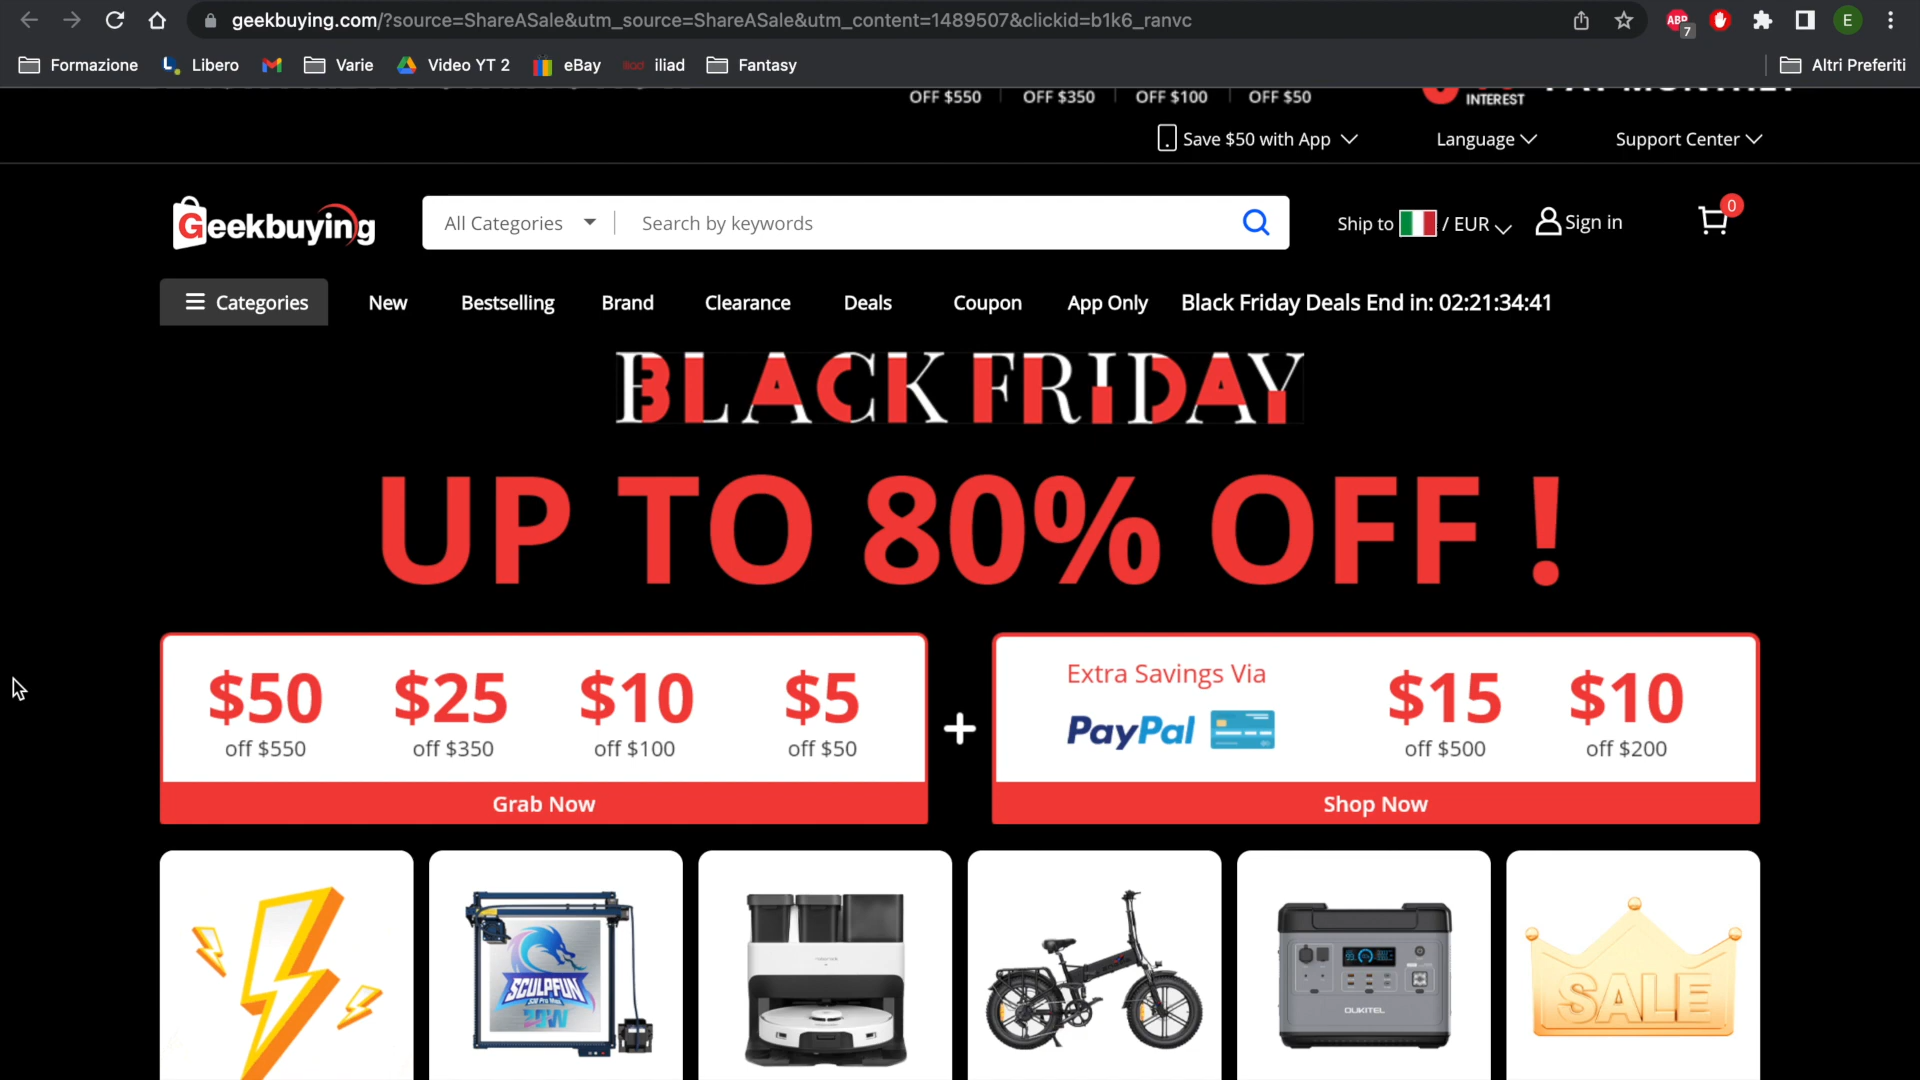 geekbuying.com/?source=ShareASale&utm_source=ShareASale&utm_content=1489507&clickid=b1k6_ranvc
ABP
7
E
Formazione
Libero
Varie
Video YT 2
eBay
iliad
Fantasy
Altri Preferiti
OFF $550
OFF $350
OFF $100
OFF $50
INTEREST
PAY MONTHLY
Save $50 with App
Language
Support Center
Geekbuying
All Categories
Search by keywords
Ship to / EUR
Sign in
0
Categories
New
Bestselling
Brand
Clearance
Deals
Coupon
App Only
Black Friday Deals End in: 02:21:34:41
BLACK FRIDAY
UP TO 80% OFF !
$50 $25 $10 $5
off $550 off $350 off $100 off $50
Grab Now
+
Extra Savings Via
PayPal
$15 $10
off $500 off $200
Shop Now
SCULPFUN
OUKITEL
SALE